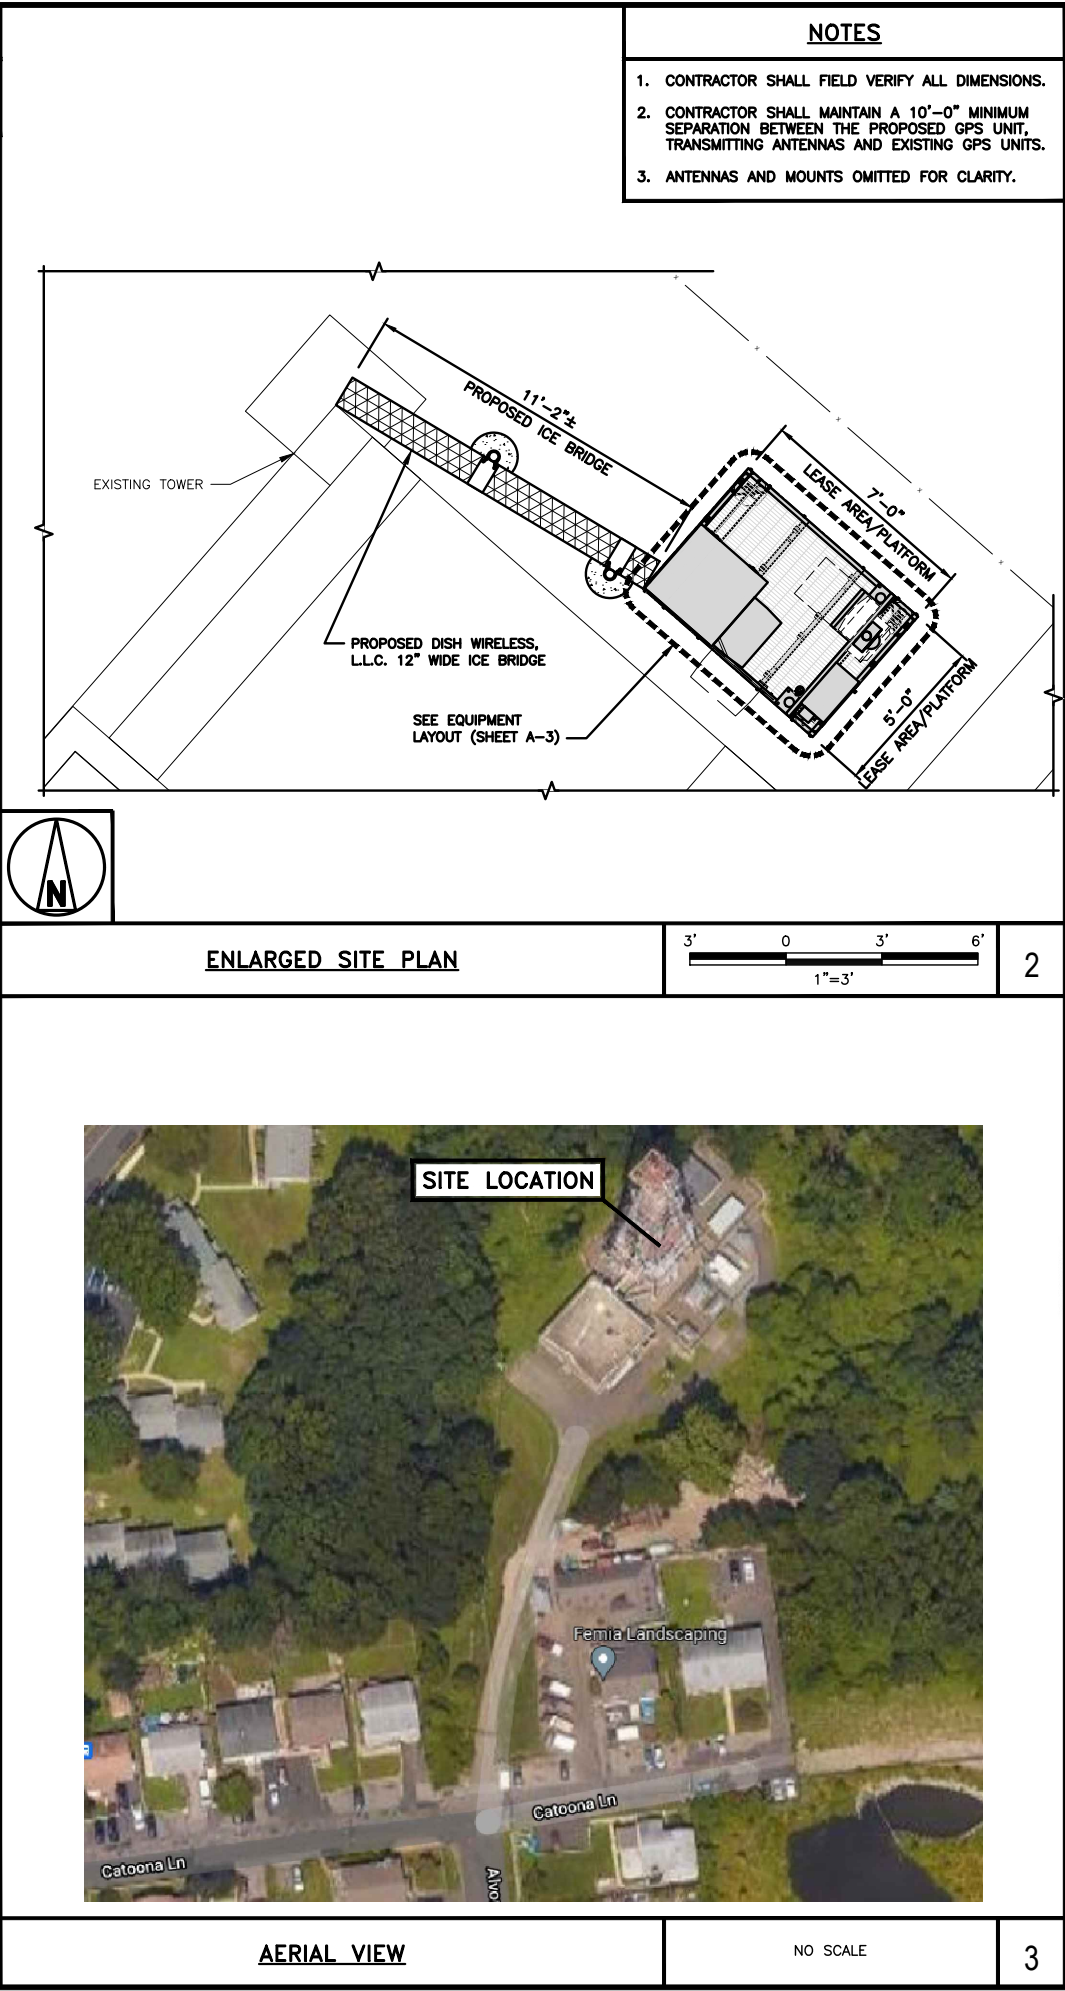 NOTES
1. CONTRACTOR SHALL FIELD VERIFY ALL DIMENSIONS.
2. CONTRACTOR SHALL MAINTAIN A 10'-0" MINIMUM
SEPARATION BETWEEN THE PROPOSED GPS UNIT,
TRANSMITTING ANTENNAS AND EXISTING GPS UNITS.
3. ANTENNAS AND MOUNTS OMITTED FOR CLARITY.
11'-2"±
PROPOSED ICE BRIDGE
EXISTING TOWER
7'-0"
LEASE AREA/PLATFORM
PROPOSED DISH WIRELESS,
L.L.C. 12" WIDE ICE BRIDGE
SEE EQUIPMENT
LAYOUT (SHEET A-3)
5'-0"
LEASE AREA/PLATFORM
N
ENLARGED SITE PLAN
3' 0 3' 6'
1"=3'
2
SITE LOCATION
Femia Landscaping
Catoona Ln
Catoona Ln
Alvo
AERIAL VIEW
NO SCALE
3